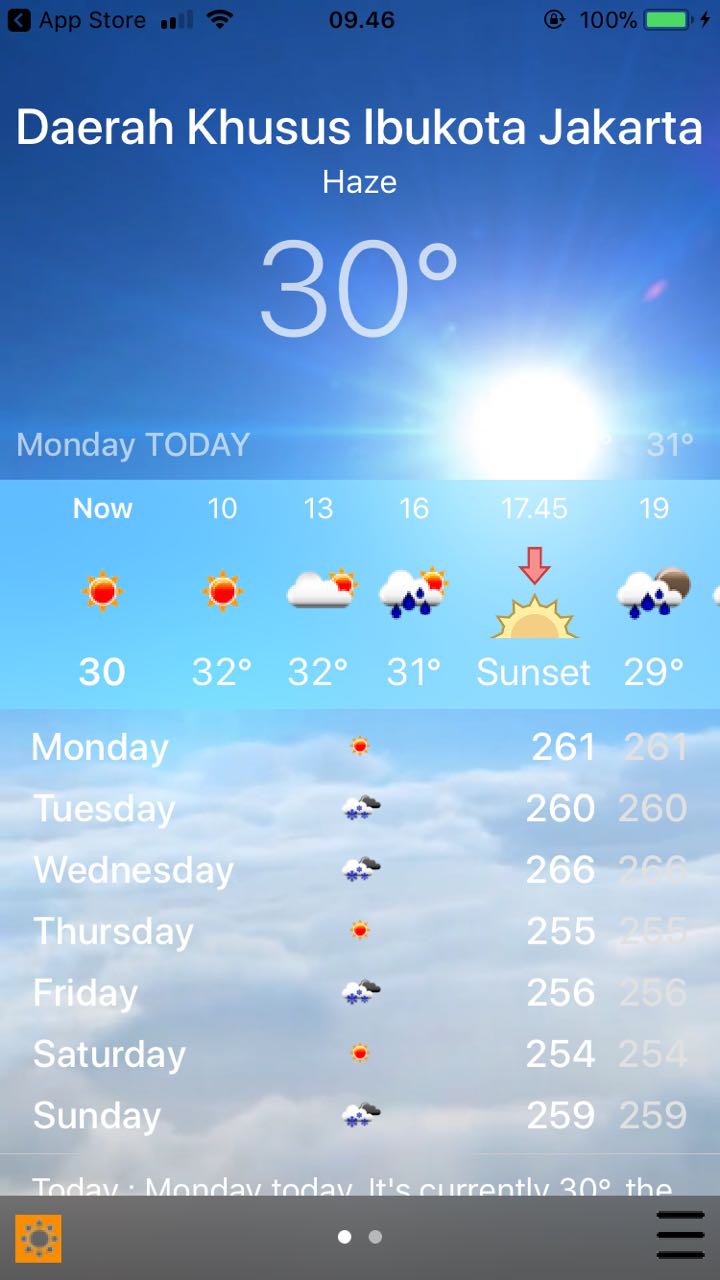 App Store 09.46 100%
Daerah Khusus Ibukota Jakarta
Haze
30°
Monday TODAY 31°
Now 10 13 16 17.45 19
30 32° 32° 31° Sunset 29°
Monday 261 261
Tuesday 260 260
Wednesday 266 266
Thursday 255 255
Friday 256 256
Saturday 254 254
Sunday 259 259
Today : Monday today. It's currently 30°, the